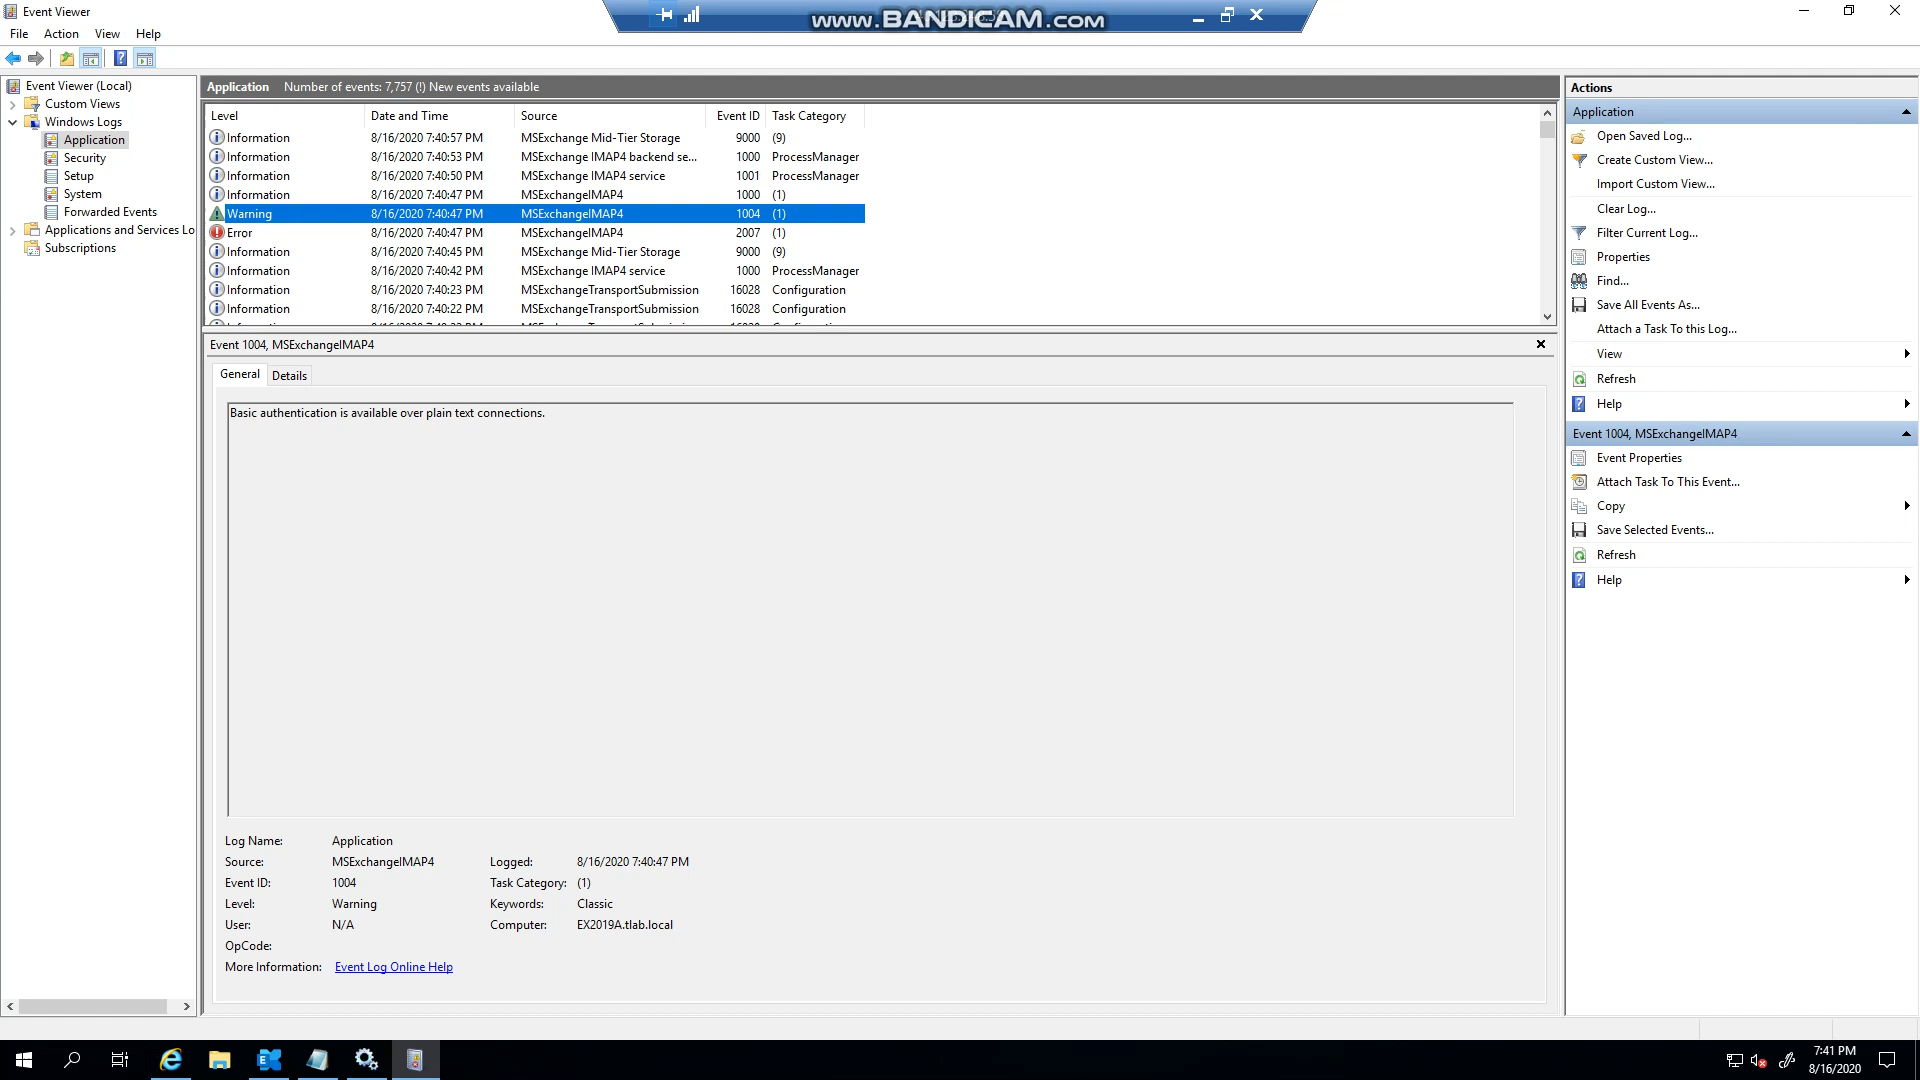 Event Viewer
www.BANDICAM.com
File Action View Help
Event Viewer (Local)
Custom Views
Windows Logs
Application
Security
Setup
System
Forwarded Events
Applications and Services Lo
Subscriptions
Application Number of events: 7,757 (!) New events available
Level Date and Time Source Event ID Task Category
Information 8/16/2020 7:40:57 PM MSExchange Mid-Tier Storage 9000 (9)
Information 8/16/2020 7:40:53 PM MSExchange IMAP4 backend se... 1000 ProcessManager
Information 8/16/2020 7:40:50 PM MSExchange IMAP4 service 1001 ProcessManager
Information 8/16/2020 7:40:47 PM MSExchangeIMAP4 1000 (1)
Warning 8/16/2020 7:40:47 PM MSExchangeIMAP4 1004 (1)
Error 8/16/2020 7:40:47 PM MSExchangeIMAP4 2007 (1)
Information 8/16/2020 7:40:45 PM MSExchange Mid-Tier Storage 9000 (9)
Information 8/16/2020 7:40:42 PM MSExchange IMAP4 service 1000 ProcessManager
Information 8/16/2020 7:40:23 PM MSExchangeTransportSubmission 16028 Configuration
Information 8/16/2020 7:40:22 PM MSExchangeTransportSubmission 16028 Configuration
Event 1004, MSExchangeIMAP4
General Details
Basic authentication is available over plain text connections.
Log Name: Application
Source: MSExchangeIMAP4 Logged: 8/16/2020 7:40:47 PM
Event ID: 1004 Task Category: (1)
Level: Warning Keywords: Classic
User: N/A Computer: EX2019A.tlab.local
OpCode:
More Information: Event Log Online Help
Actions
Application
Open Saved Log...
Create Custom View...
Import Custom View...
Clear Log...
Filter Current Log...
Properties
Find...
Save All Events As...
Attach a Task To this Log...
View
Refresh
Help
Event 1004, MSExchangeIMAP4
Event Properties
Attach Task To This Event...
Copy
Save Selected Events...
Refresh
Help
7:41 PM
8/16/2020